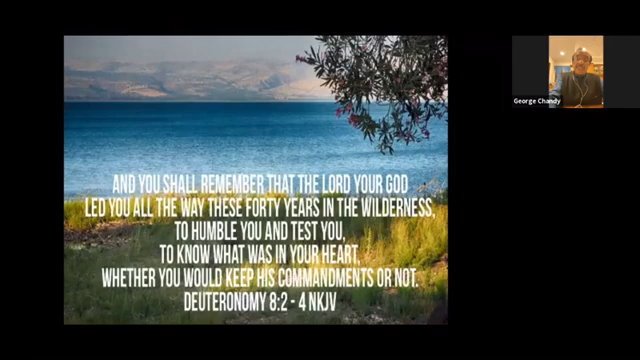 AND YOU SHALL REMEMBER THAT THE LORD YOUR GOD
LED YOU ALL THE WAY THESE FORTY YEARS IN THE WILDERNESS,
TO HUMBLE YOU AND TEST YOU,
TO KNOW WHAT WAS IN YOUR HEART,
WHETHER YOU WOULD KEEP HIS COMMANDMENTS OR NOT.
DEUTERONOMY 8:2 - 4 NKJV
George Chandy